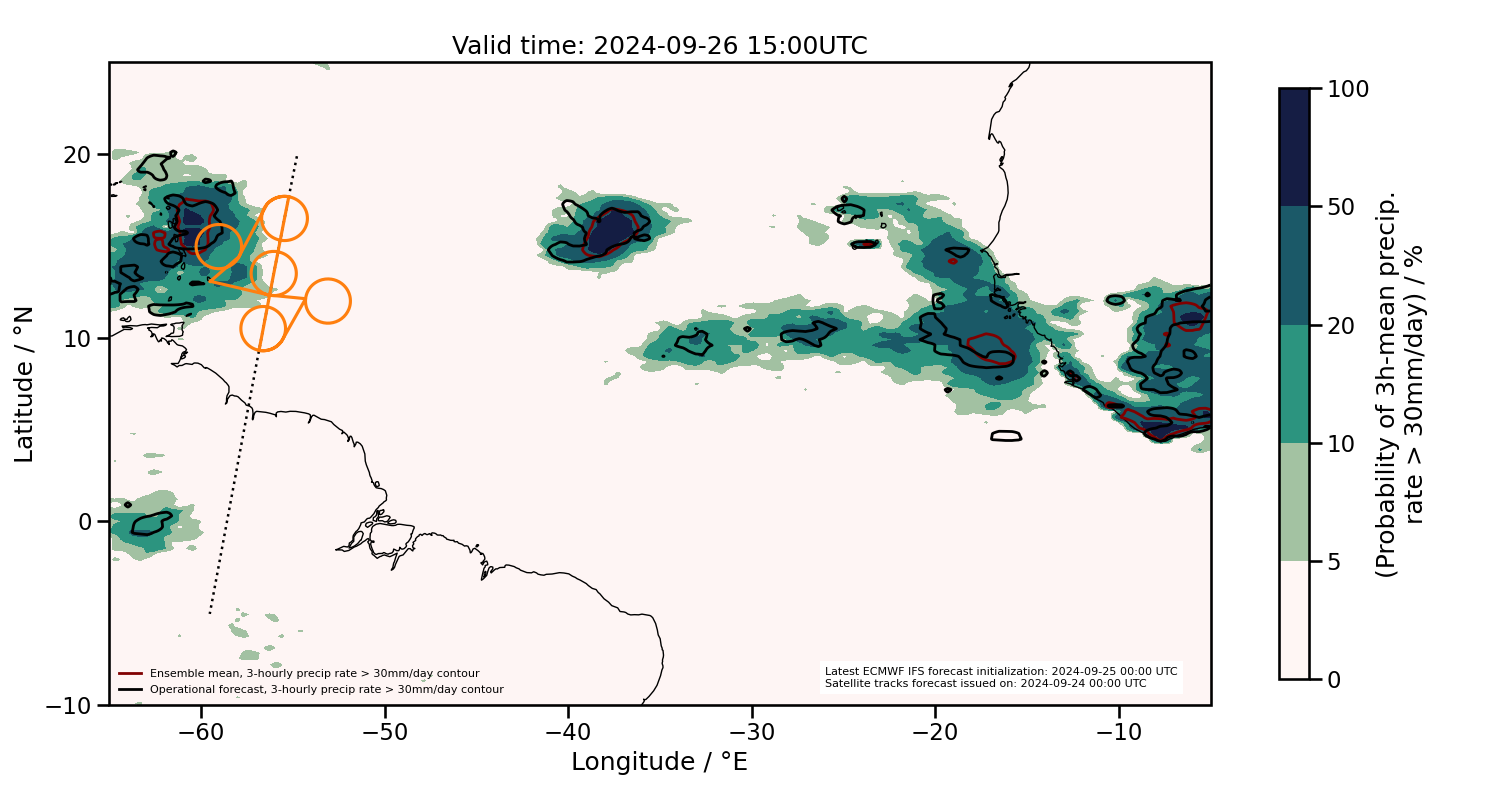 Valid time: 2024-09-26 15:00UTC
Latitude / °N
20
10
0
−10
Ensemble mean, 3-hourly precip rate > 30mm/day contour
Operational forecast, 3-hourly precip rate > 30mm/day contour
Latest ECMWF IFS forecast initialization: 2024-09-25 00:00 UTC
Satellite tracks forecast issued on: 2024-09-24 00:00 UTC
−60
−50
−40
−30
−20
−10
Longitude / °E
100
50
20
10
5
0
(Probability of 3h-mean precip.
rate > 30mm/day) / %